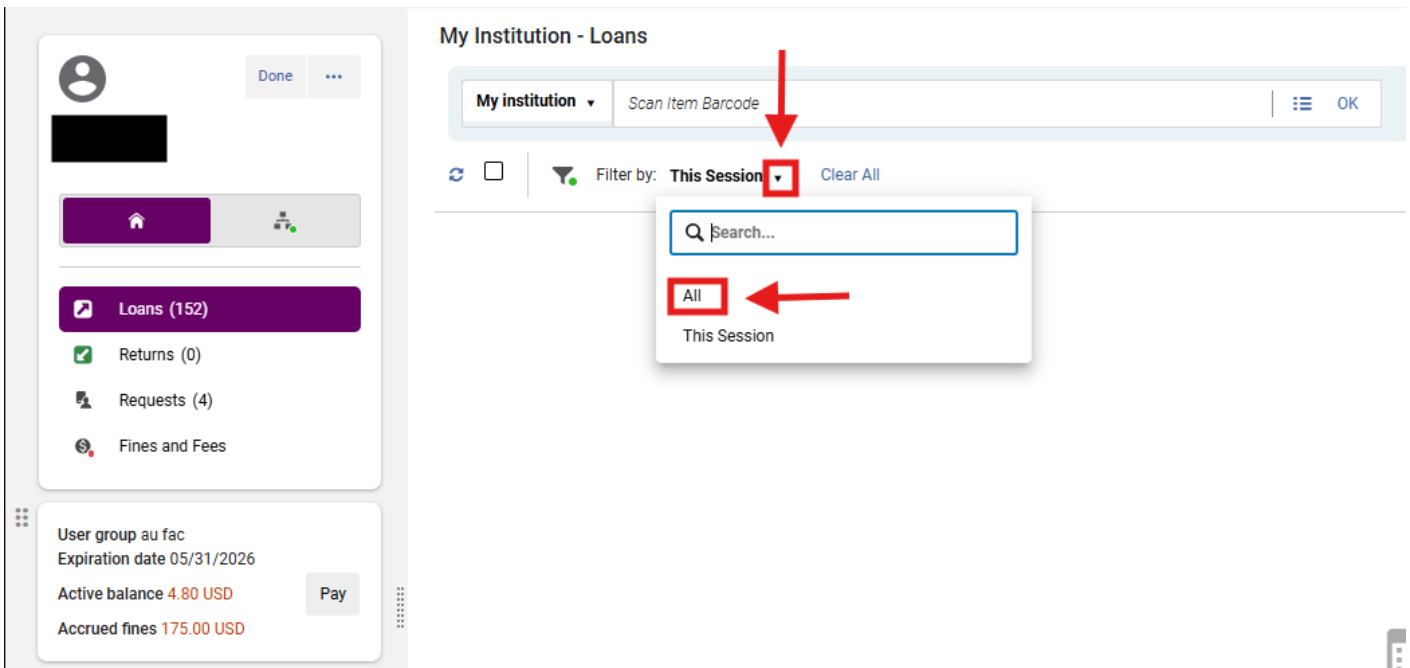 Done
My Institution - Loans
My institution
Scan Item Barcode
OK
Filter by: This Session
Clear All
Search...
All
This Session
Loans (152)
Returns (0)
Requests (4)
Fines and Fees
User group au fac
Expiration date 05/31/2026
Active balance 4.80 USD
Pay
Accrued fines 175.00 USD